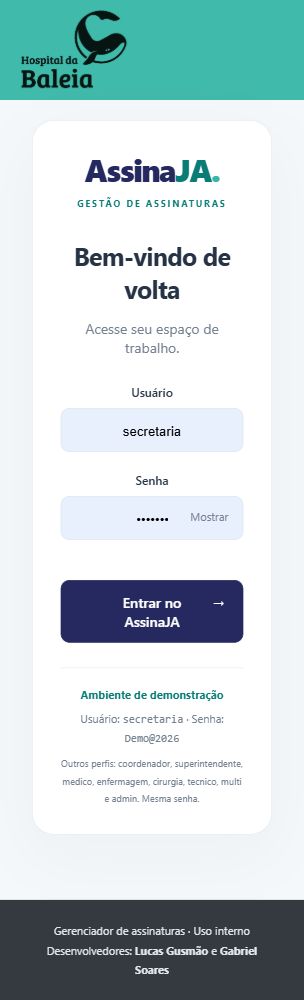 Hospital da
Baleia
AssinaJA.
GESTÃO DE ASSINATURAS
Bem-vindo de
volta
Acesse seu espaço de
trabalho.
Usuário
secretaria
Senha
•••••••
Mostrar
Entrar no
AssinaJA
→
Ambiente de demonstração
Usuário: secretaria · Senha:
Demo@2026
Outros perfis: coordenador, superintendente,
medico, enfermagem, cirurgia, tecnico, multi
e admin. Mesma senha.
Gerenciador de assinaturas · Uso interno
Desenvolvedores: Lucas Gusmão e Gabriel
Soares